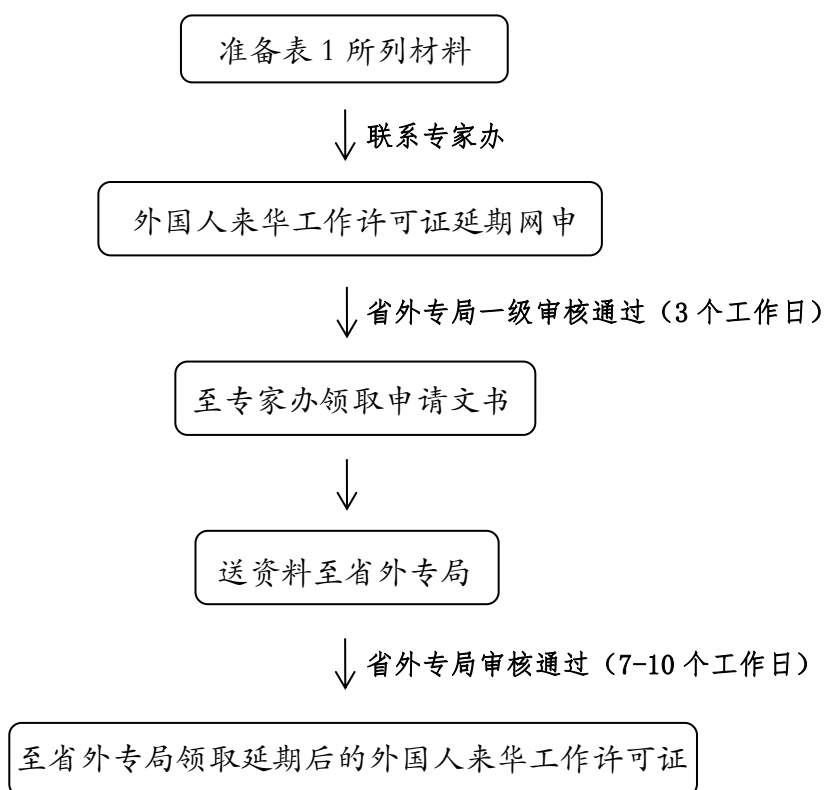 准备表 1 所列材料
联系专家办
外国人来华工作许可证延期网申
省外专局一级审核通过（3 个工作日）
至专家办领取申请文书
送资料至省外专局
省外专局审核通过（7-10 个工作日）
至省外专局领取延期后的外国人来华工作许可证